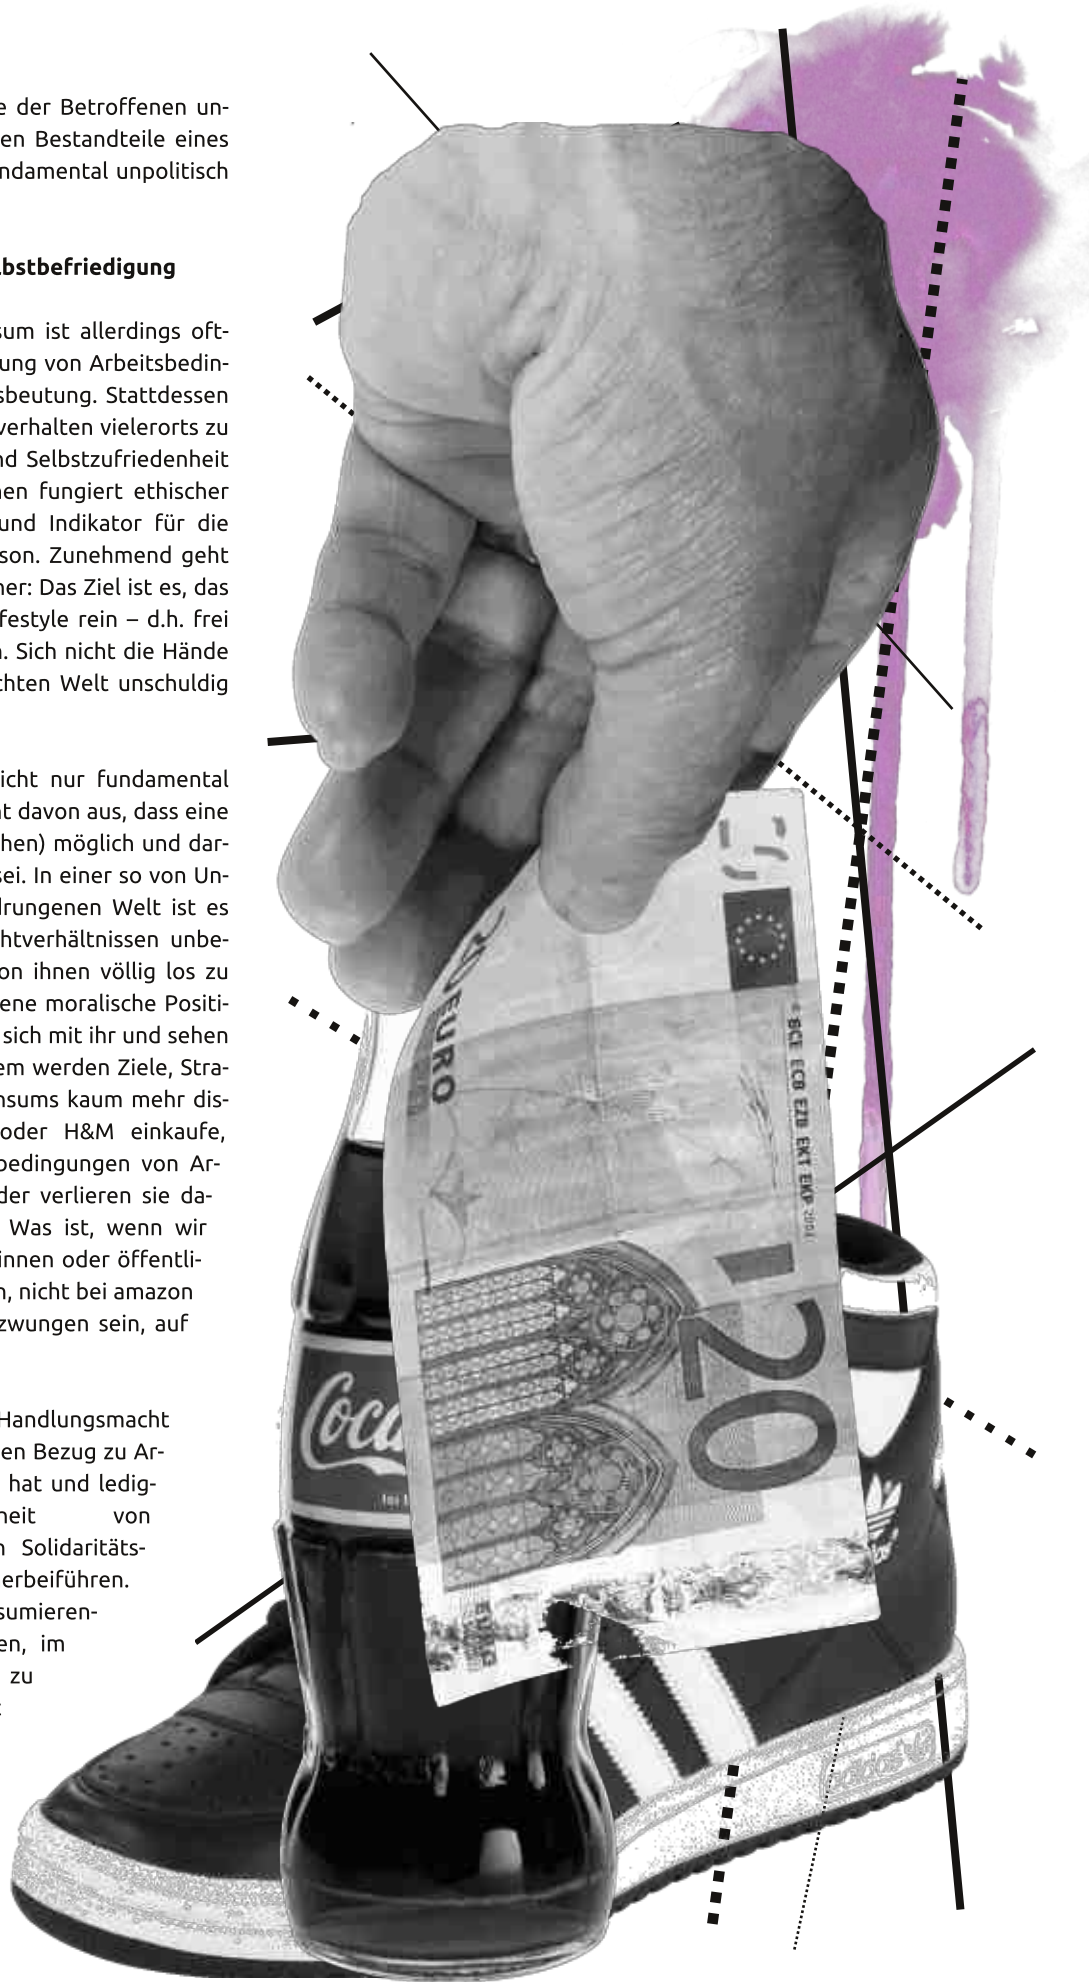 e der Betroffenen un-
en Bestandteile eines
ndamental unpolitisch
lbstbefriedigung
sum ist allerdings oft-
ung von Arbeitsbedin-
sbeutung. Stattdessen
verhalten vielerorts zu
nd Selbstzufriedenheit
nen fungiert ethischer
und Indikator für die
son. Zunehmend geht
ner: Das Ziel ist es, das
festyle rein – d.h. frei
n. Sich nicht die Hände
chten Welt unschuldig
icht nur fundamental
nt davon aus, dass eine
hen) möglich und dar-
sei. In einer so von Un-
drungenen Welt ist es
chtverhältnissen unbe-
on ihnen völlig los zu
ene moralische Positi-
sich mit ihr und sehen
em werden Ziele, Stra-
nsums kaum mehr dis-
oder H&M einkaufe,
bedingungen von Ar-
der verlieren sie da-
Was ist, wenn wir
innen oder öffentli-
n, nicht bei amazon
zwungen sein, auf
Handlungsmacht
en Bezug zu Ar-
hat und ledig-
heit von
n Solidaritäts-
erbeiführen.
sumieren-
en, im
zu
EURO
BCE ECB EZB EKT EKP
20
Coca
adidas